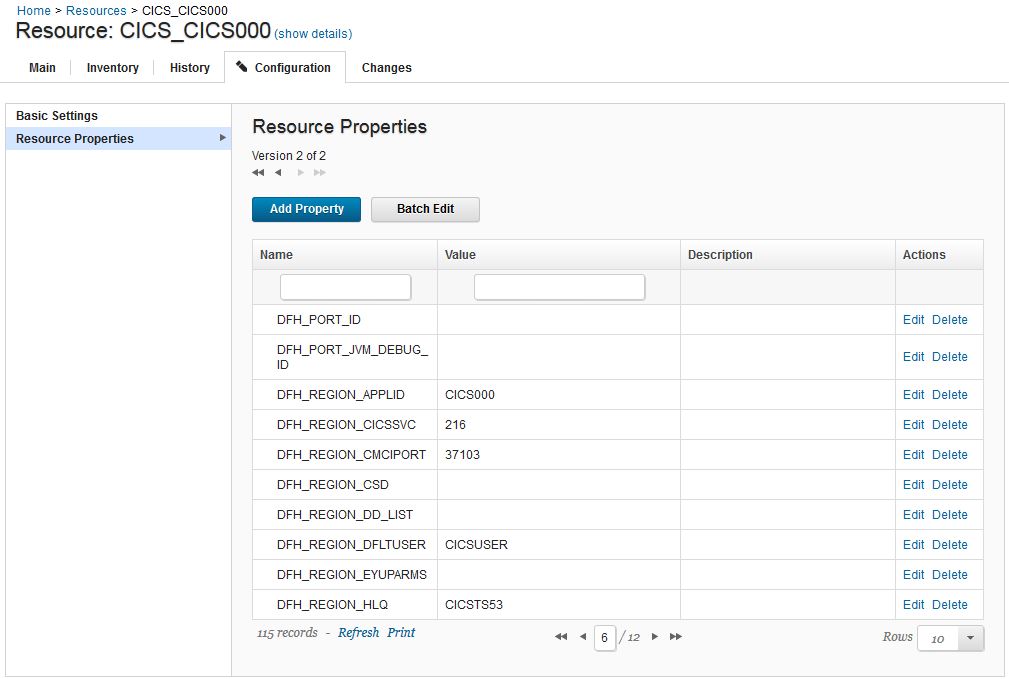 Home > Resources > CICS_CICS000
Resource: CICS_CICS000 (show details)
Main Inventory History Configuration Changes
Basic Settings
Resource Properties
Resource Properties
Version 2 of 2
Add Property Batch Edit
Name Value Description Actions
DFH_PORT_ID Edit Delete
DFH_PORT_JVM_DEBUG_
ID Edit Delete
DFH_REGION_APPLID CICS000 Edit Delete
DFH_REGION_CICSSVC 216 Edit Delete
DFH_REGION_CMCIPORT 37103 Edit Delete
DFH_REGION_CSD Edit Delete
DFH_REGION_DD_LIST Edit Delete
DFH_REGION_DFLTUSER CICSUSER Edit Delete
DFH_REGION_EYUPARMS Edit Delete
DFH_REGION_HLQ CICSTS53 Edit Delete
115 records - Refresh Print 6 / 12 Rows 10